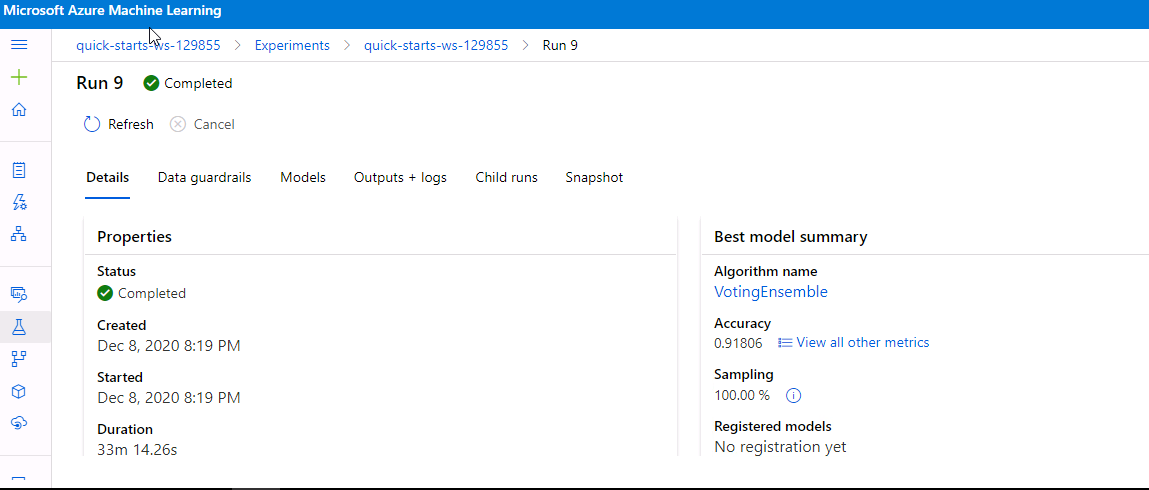 Microsoft Azure Machine Learning
quick-starts-ws-129855 > Experiments > quick-starts-ws-129855 > Run 9
Run 9 Completed
Refresh Cancel
Details Data guardrails Models Outputs + logs Child runs Snapshot
Properties
Status
Completed
Created
Dec 8, 2020 8:19 PM
Started
Dec 8, 2020 8:19 PM
Duration
33m 14.26s
Best model summary
Algorithm name
VotingEnsemble
Accuracy
0.91806 View all other metrics
Sampling
100.00 %
Registered models
No registration yet